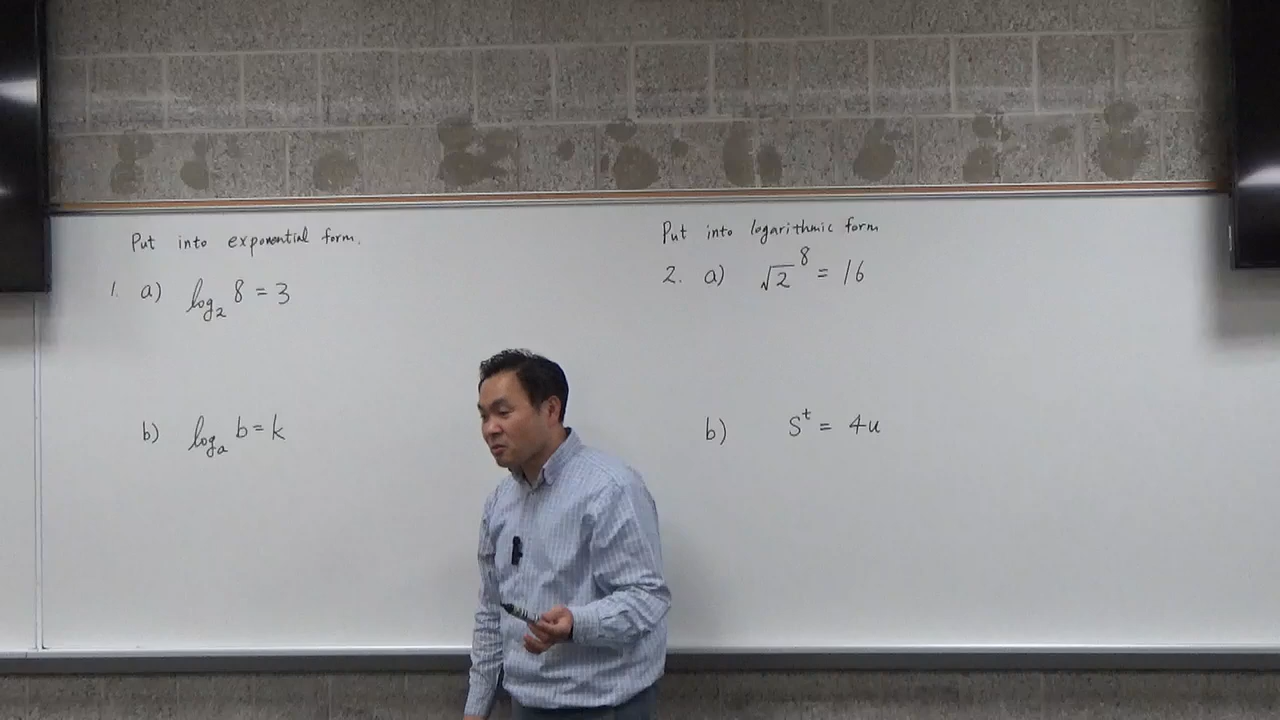 Put into exponential form.
1. a) log₂ 8 = 3
b) logₐ b = k
Put into logarithmic form
2. a) √2⁸ = 16
b) Sᵗ = 4u